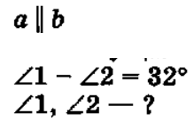 a ∥ b
∠1 − ∠2 = 32°
∠1, ∠2 — ?